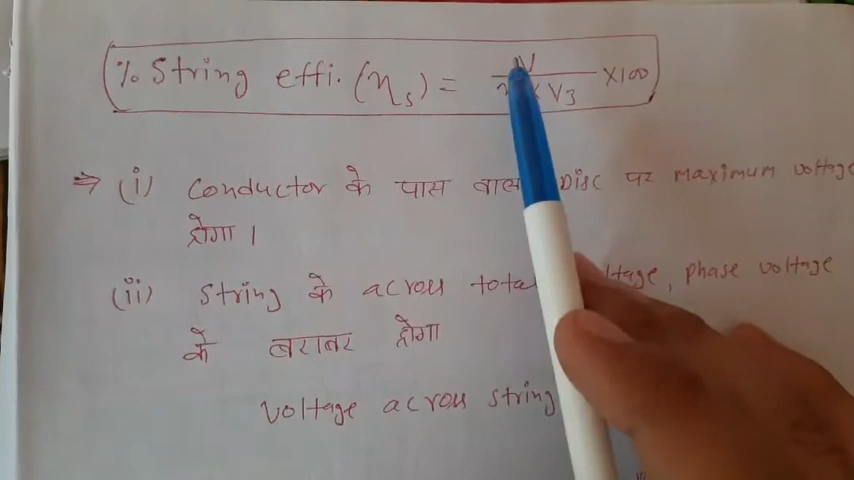 % String effi. (ηs) = V / n × V3 × 100
⇒ (i) Conductor के पास वाला Disc पर maximum voltage
होगा ।
(ii) String के across total voltage, phase voltage
के बराबर होगा
voltage across string